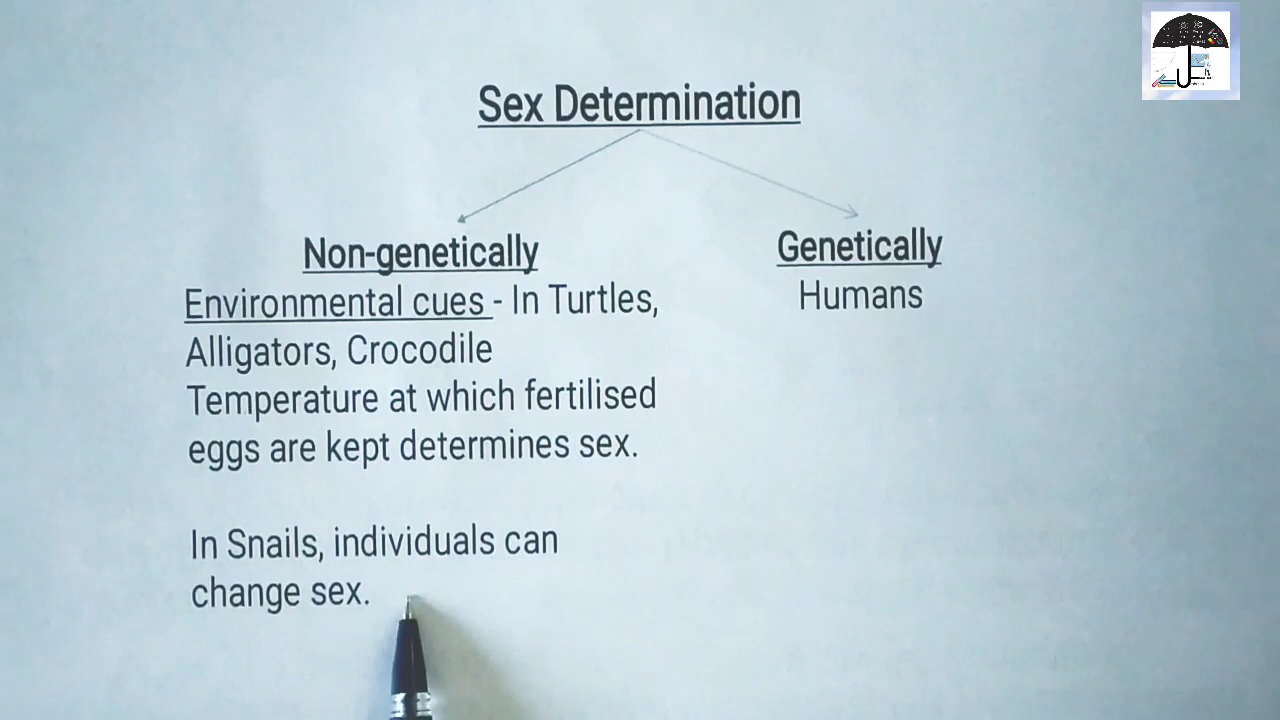 Sex Determination
Non-genetically
Genetically
Environmental cues - In Turtles,
Humans
Alligators, Crocodile
Temperature at which fertilised
eggs are kept determines sex.
In Snails, individuals can
change sex.